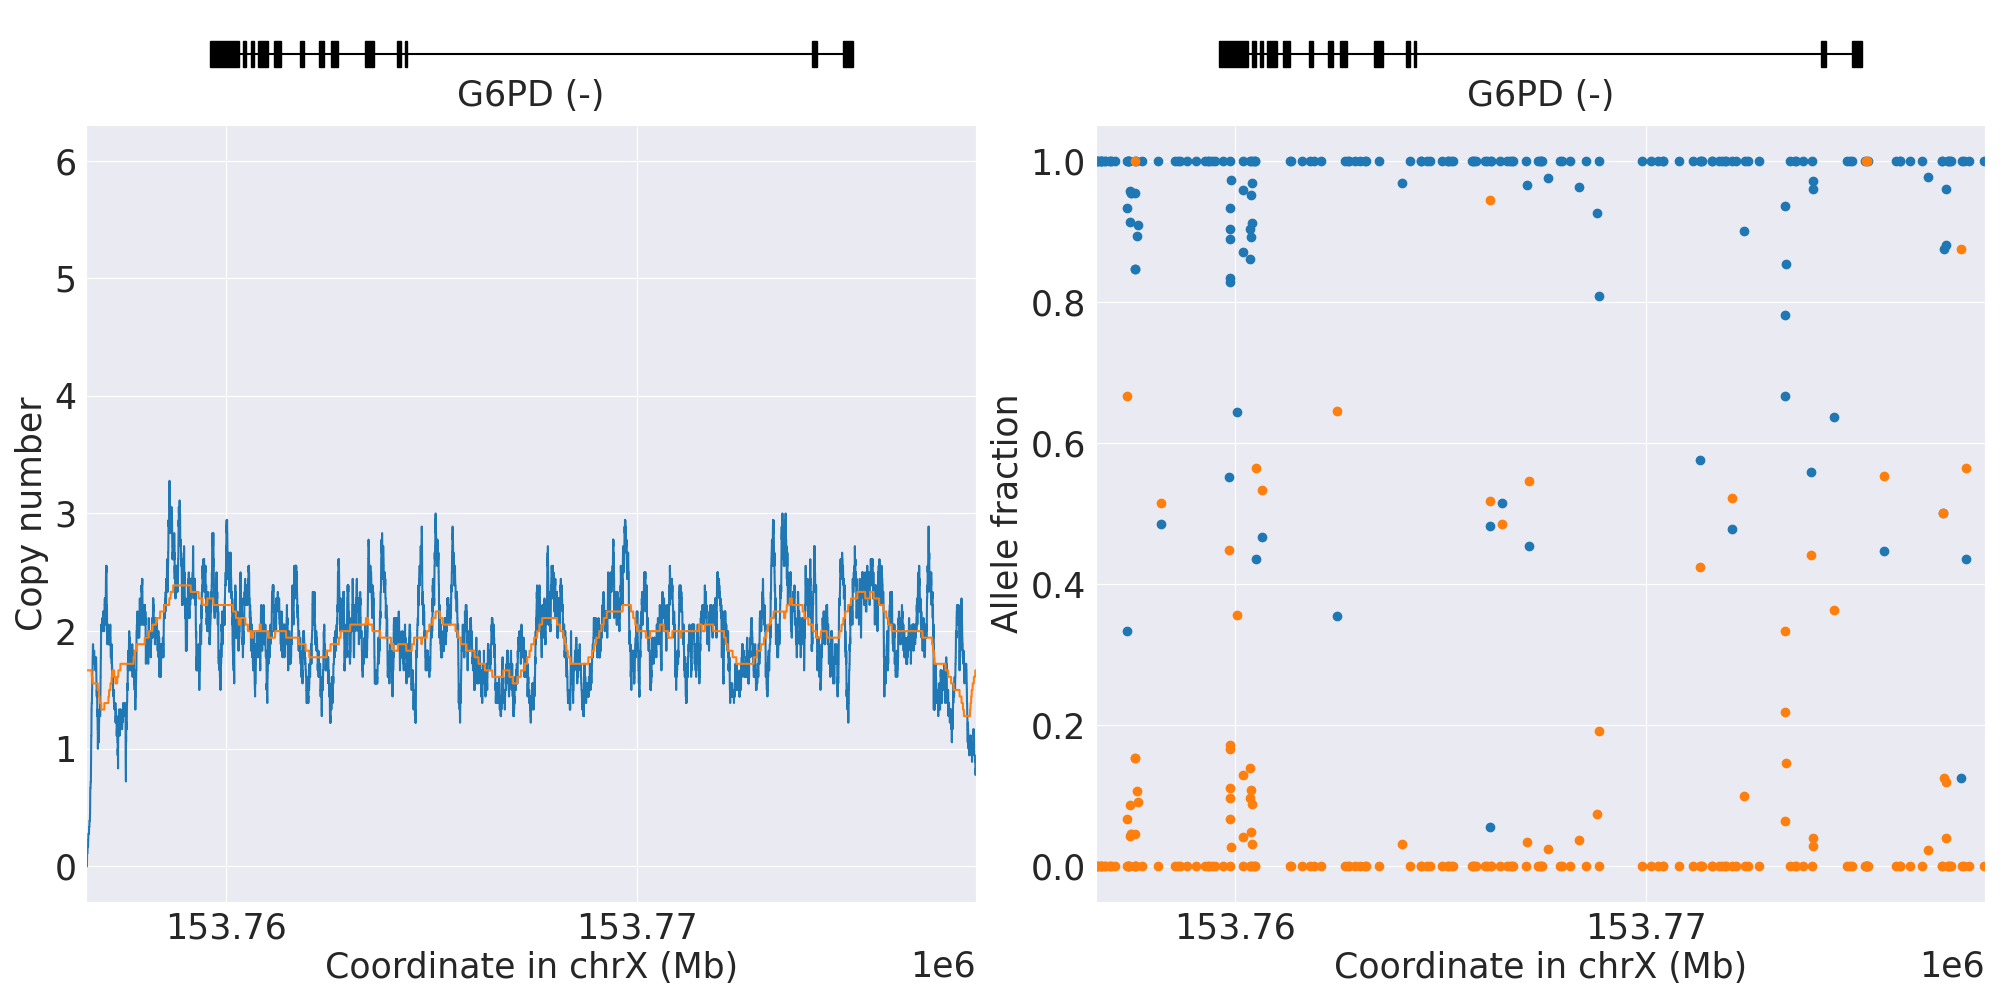 G6PD (-)
6
5
4
3
2
1
0
Copy number
153.76
153.77
Coordinate in chrX (Mb)
1e6
G6PD (-)
1.0
0.8
0.6
0.4
0.2
0.0
Allele fraction
153.76
153.77
Coordinate in chrX (Mb)
1e6